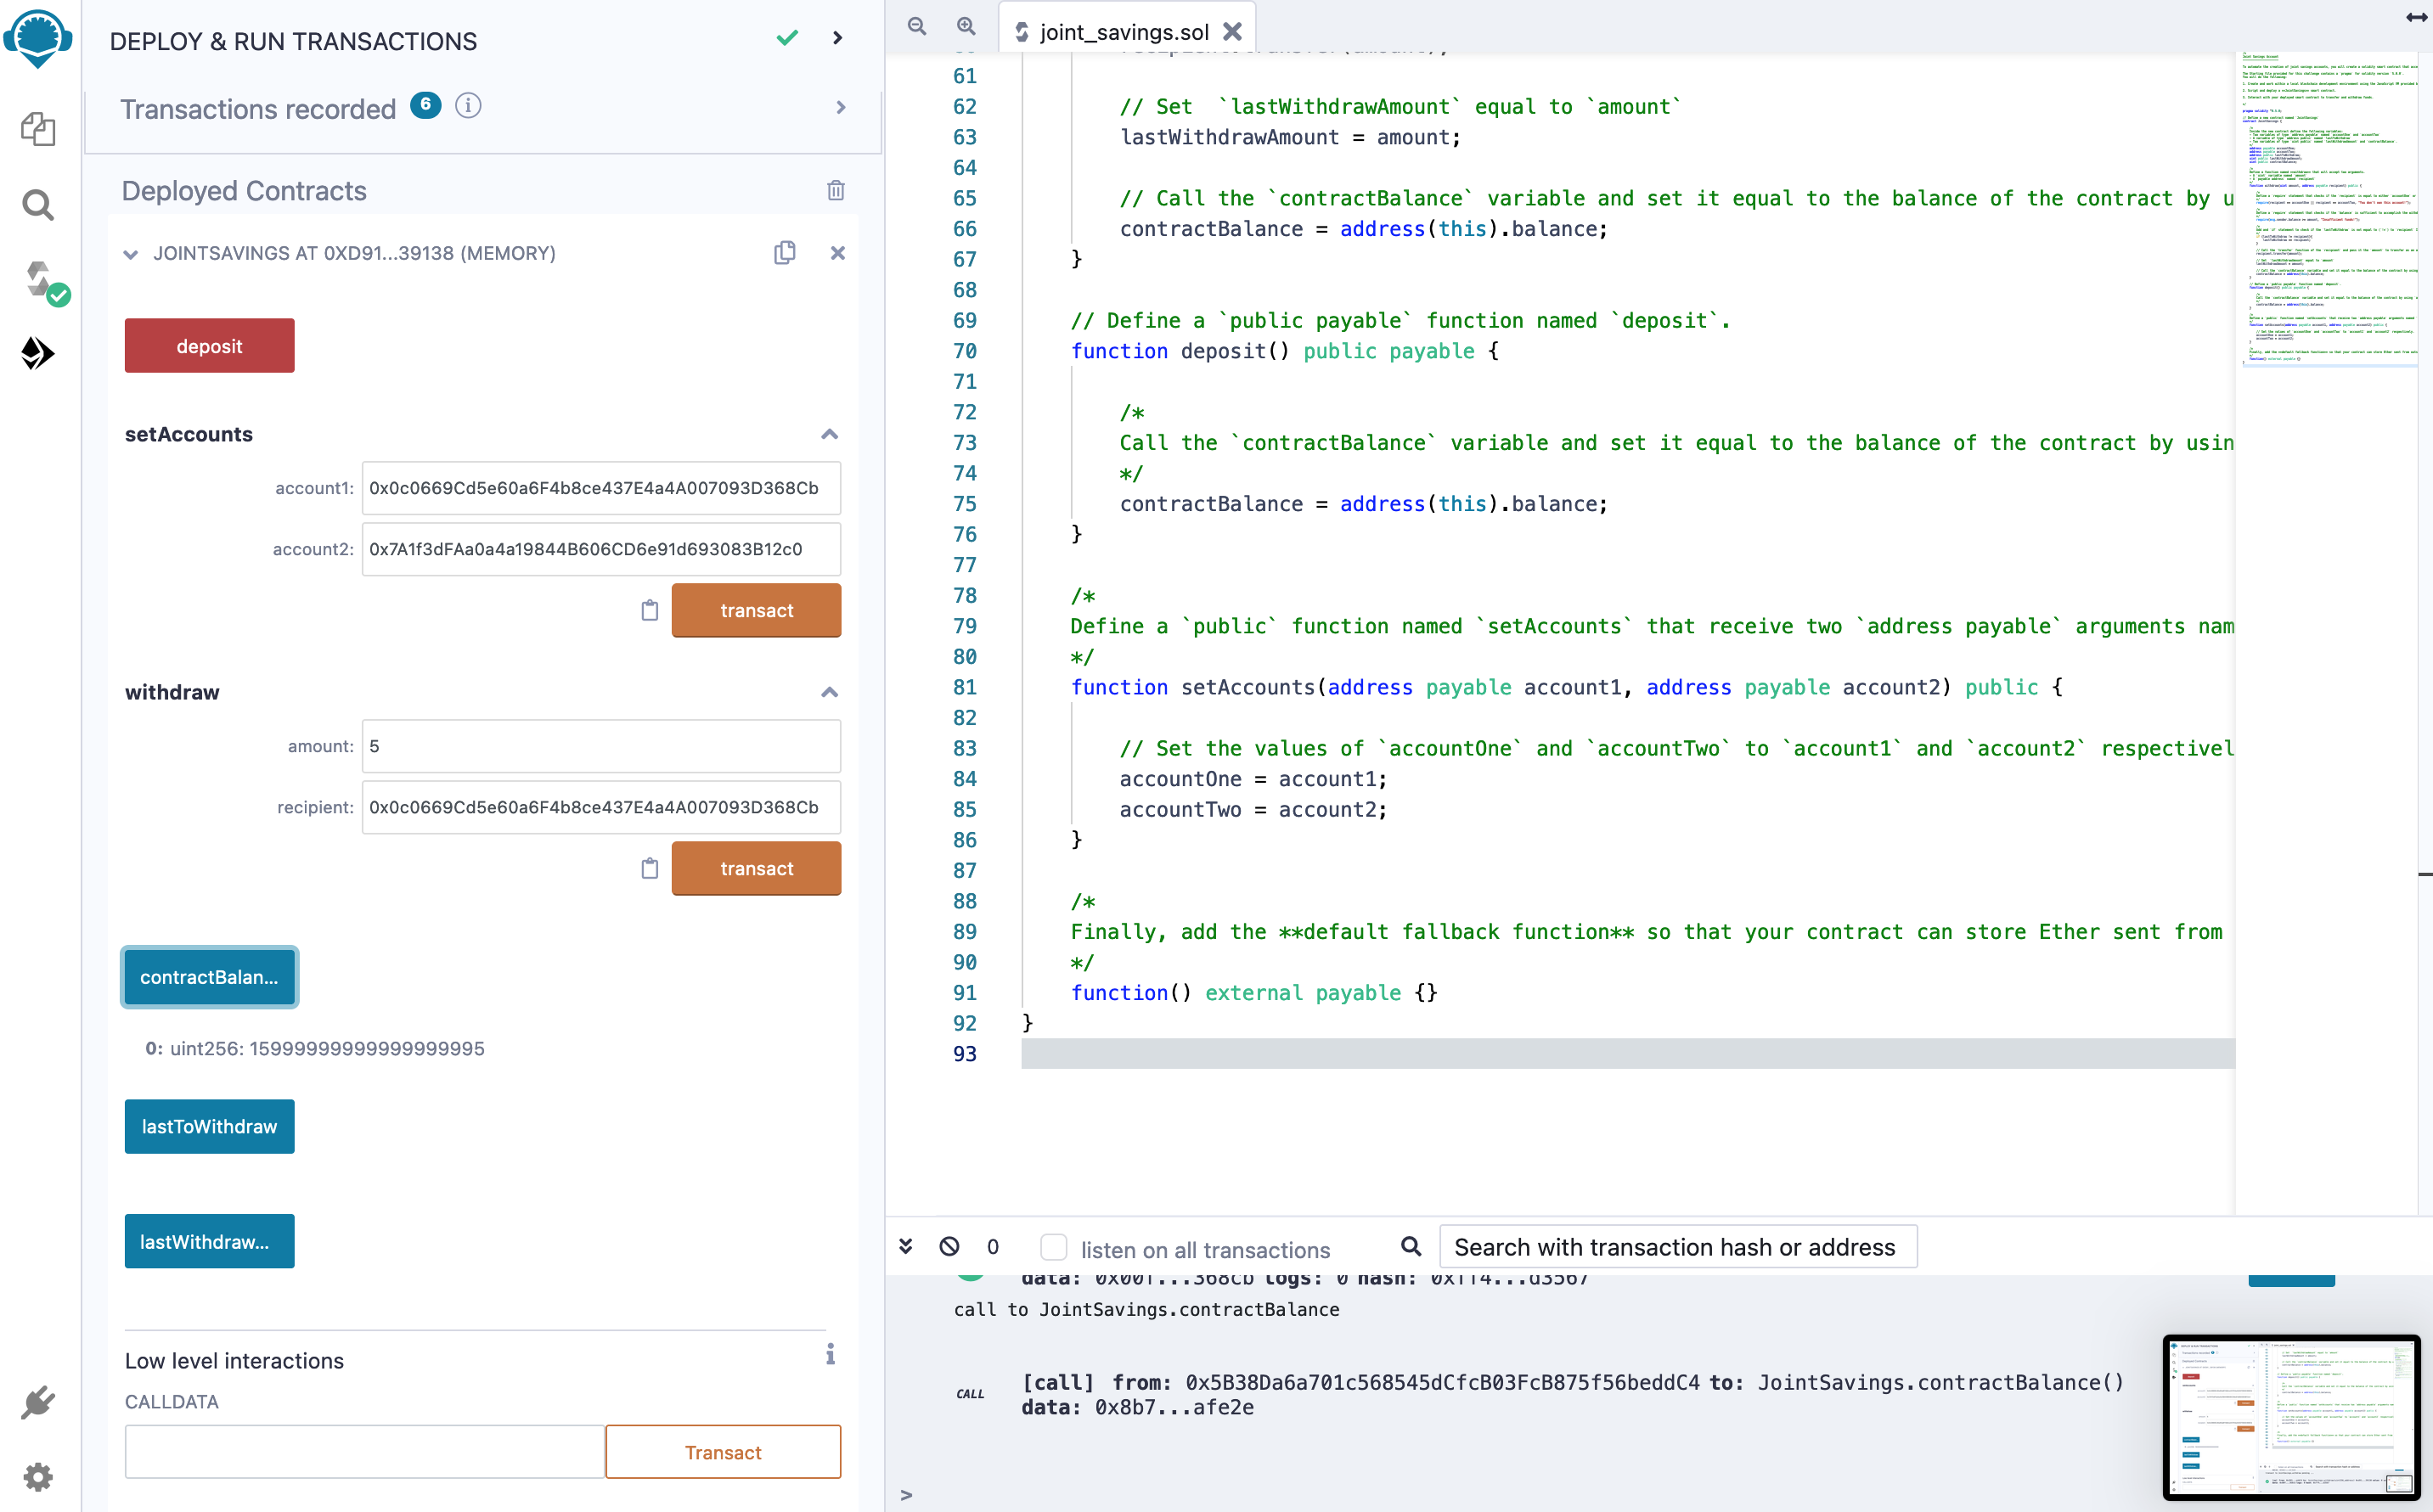 DEPLOY & RUN TRANSACTIONS
Transactions recorded 6
Deployed Contracts
JOINTSAVINGS AT 0XD91...39138 (MEMORY)
deposit
setAccounts
account1: 0x0c0669Cd5e60a6F4b8ce437E4a4A007093D368Cb
account2: 0x7A1f3dFAa0a4a19844B606CD6e91d693083B12c0
transact
withdraw
amount: 5
recipient: 0x0c0669Cd5e60a6F4b8ce437E4a4A007093D368Cb
transact
contractBalan...
0: uint256: 15999999999999999995
lastToWithdraw
lastWithdraw...
Low level interactions
CALLDATA
Transact
joint_savings.sol
61
62 // Set  `lastWithdrawAmount` equal to `amount`
63 lastWithdrawAmount = amount;
64
65 // Call the `contractBalance` variable and set it equal to the balance of the contract by u
66 contractBalance = address(this).balance;
67 }
68
69 // Define a `public payable` function named `deposit`.
70 function deposit() public payable {
71
72 /*
73 Call the `contractBalance` variable and set it equal to the balance of the contract by usin
74 */
75 contractBalance = address(this).balance;
76 }
77
78 /*
79 Define a `public` function named `setAccounts` that receive two `address payable` arguments nam
80 */
81 function setAccounts(address payable account1, address payable account2) public {
82
83 // Set the values of `accountOne` and `accountTwo` to `account1` and `account2` respectivel
84 accountOne = account1;
85 accountTwo = account2;
86 }
87
88 /*
89 Finally, add the **default fallback function** so that your contract can store Ether sent from
90 */
91 function() external payable {}
92 }
93
0 listen on all transactions Search with transaction hash or address
data: 0x00f...368cb logs: 0 hash: 0xff4...d3567
call to JointSavings.contractBalance
CALL [call] from: 0x5B38Da6a701c568545dCfcB03FcB875f56beddC4 to: JointSavings.contractBalance()
data: 0x8b7...afe2e
>